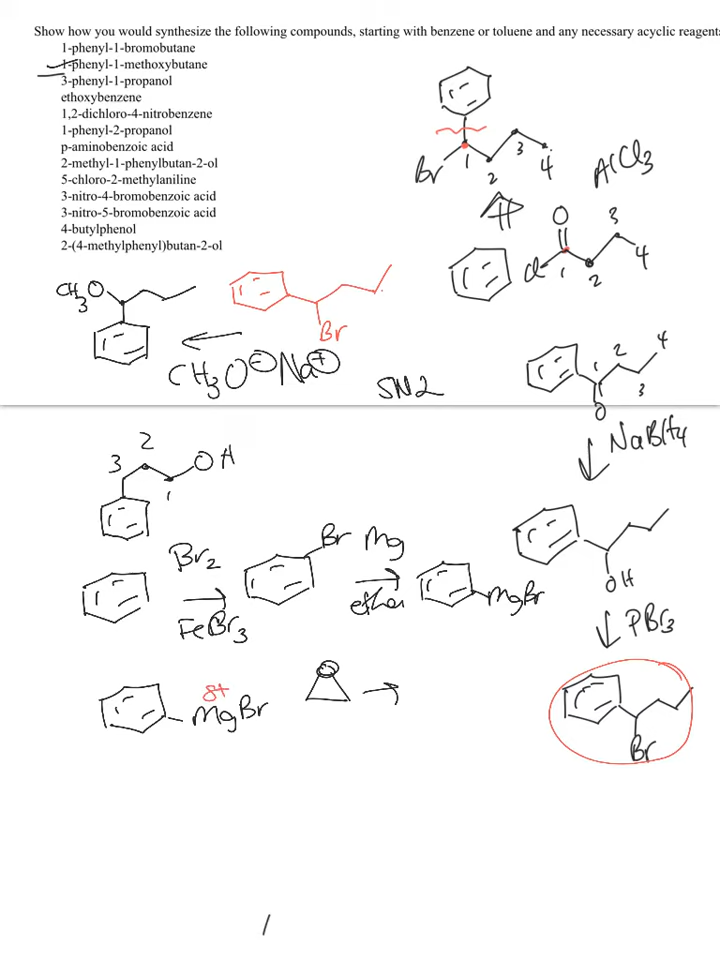 Show how you would synthesize the following compounds, starting with benzene or toluene and any necessary acyclic reagents
1-phenyl-1-bromobutane
1-phenyl-1-methoxybutane
3-phenyl-1-propanol
ethoxybenzene
1,2-dichloro-4-nitrobenzene
1-phenyl-2-propanol
p-aminobenzoic acid
2-methyl-1-phenylbutan-2-ol
5-chloro-2-methylaniline
3-nitro-4-bromobenzoic acid
3-nitro-5-bromobenzoic acid
4-butylphenol
2-(4-methylphenyl)butan-2-ol
Br 1 2 3 4
AlCl3
O
Cl 1 2 3 4
CH3O
Br
CH3O⊖Na⊕
SN2
1 2 3 4
O
NaBH4
3 2 1 OH
Br2
FeBr3
Br
Mg
ether
MgBr
OH
PBr3
δ+
MgBr
O
Br